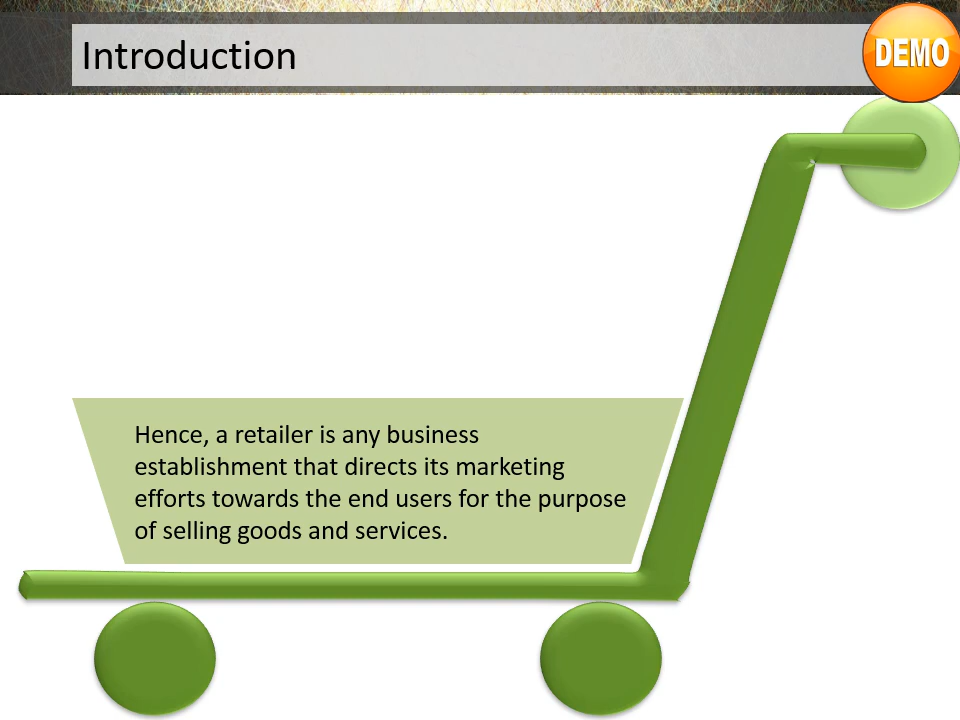 Introduction
DEMO
Hence, a retailer is any business
establishment that directs its marketing
efforts towards the end users for the purpose
of selling goods and services.